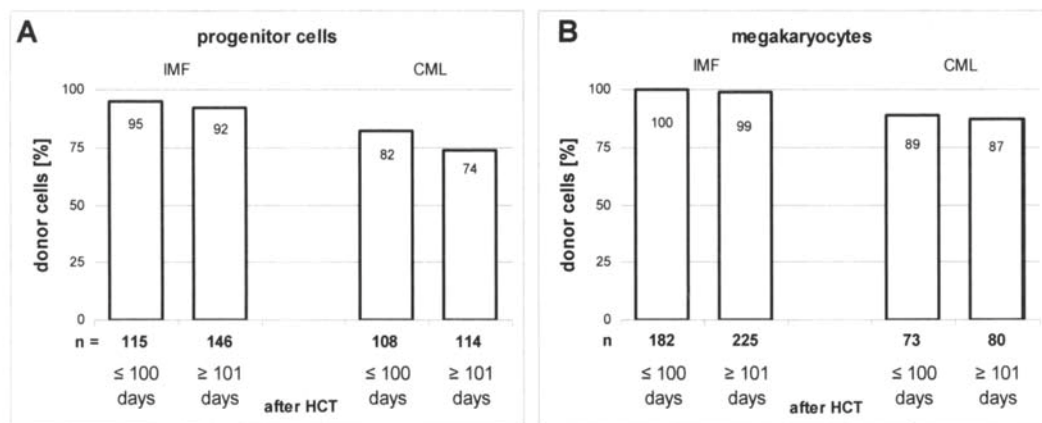 A
progenitor cells
IMF CML
donor cells [%]
100
75
50
25
0
95 92 82 74
n = 115 146 108 114
≤ 100 ≥ 101 ≤ 100 ≥ 101
days days days days
after HCT
B
megakaryocytes
IMF CML
donor cells [%]
100
75
50
25
0
100 99 89 87
n 182 225 73 80
≤ 100 ≥ 101 ≤ 100 ≥ 101
days days days days
after HCT